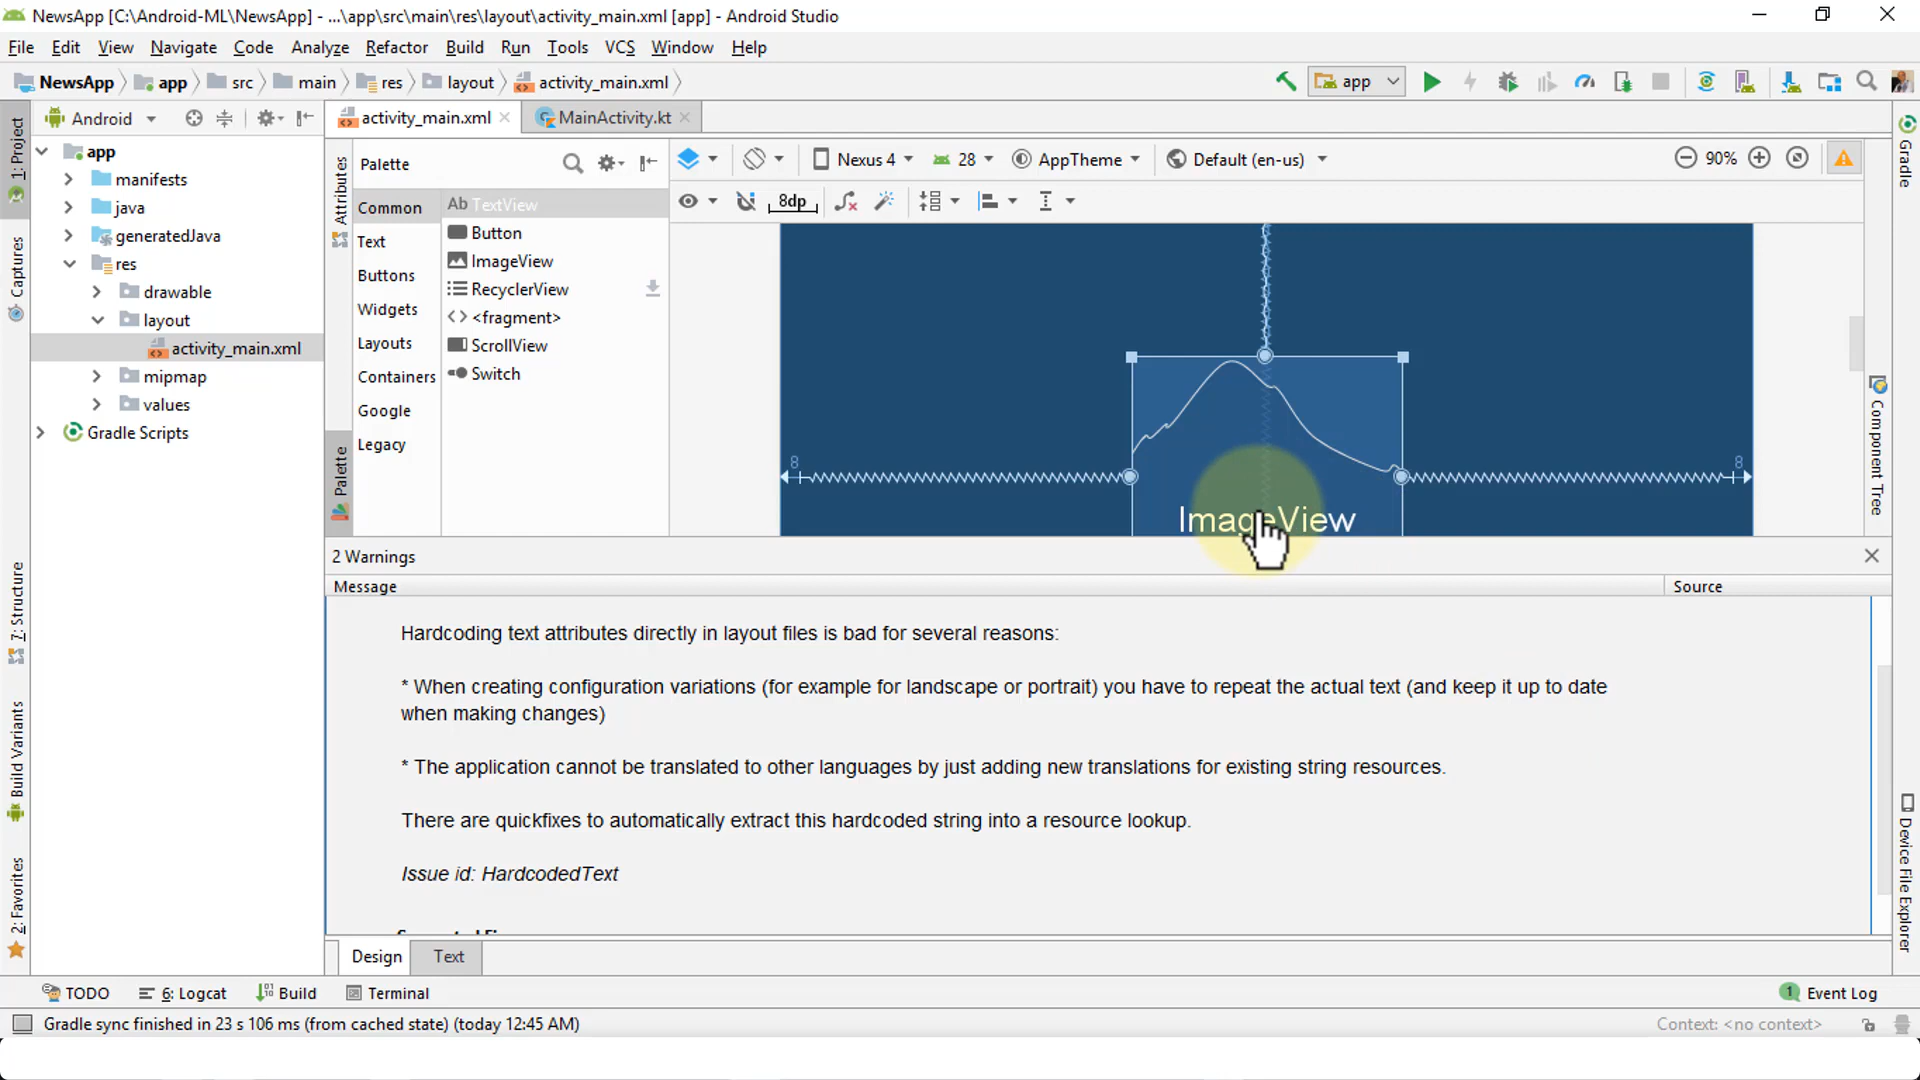 NewsApp [C:\Android-ML\NewsApp] - ...\app\src\main\res\layout\activity_main.xml [app] - Android Studio
File Edit View Navigate Code Analyze Refactor Build Run Tools VCS Window Help
NewsApp app src main res layout activity_main.xml
app
1: Project
Captures
7: Structure
Build Variants
2: Favorites
Android
app
manifests
java
generatedJava
res
drawable
layout
activity_main.xml
mipmap
values
Gradle Scripts
activity_main.xml
MainActivity.kt
Attributes
Palette
Palette
Common
Text
Buttons
Widgets
Layouts
Containers
Google
Legacy
Ab TextView
Button
ImageView
RecyclerView
<fragment>
ScrollView
Switch
Nexus 4
28
AppTheme
Default (en-us)
90%
8dp
8
8
ImageView
Gradle
Component Tree
Device File Explorer
2 Warnings
Message
Source
Hardcoding text attributes directly in layout files is bad for several reasons:
* When creating configuration variations (for example for landscape or portrait) you have to repeat the actual text (and keep it up to date
when making changes)
* The application cannot be translated to other languages by just adding new translations for existing string resources.
There are quickfixes to automatically extract this hardcoded string into a resource lookup.
Issue id: HardcodedText
Design
Text
TODO
6: Logcat
Build
Terminal
1 Event Log
Gradle sync finished in 23 s 106 ms (from cached state) (today 12:45 AM)
Context: <no context>